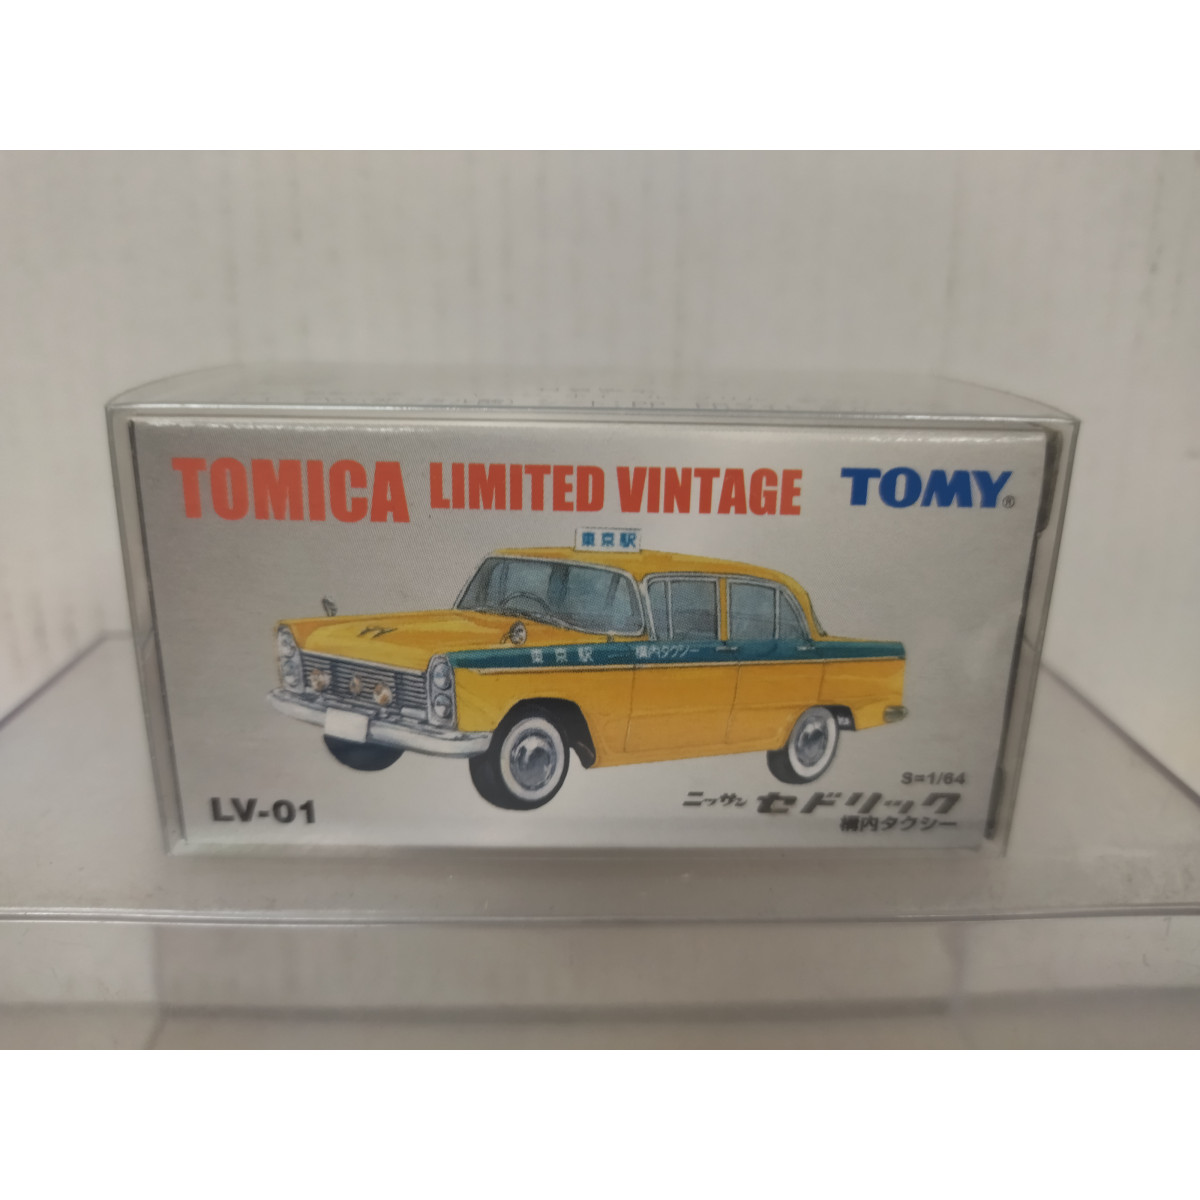 TOMICA LIMITED VINTAGE TOMY®
東京駅
東京駅 構内タクシー
S=1/64
LV-01 ニッサン セドリック
構内タクシー